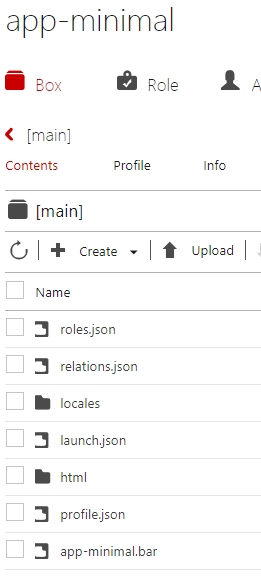 app-minimal
Box Role A
[main]
Contents Profile Info
[main]
Create Upload
Name
roles.json
relations.json
locales
launch.json
html
profile.json
app-minimal.bar